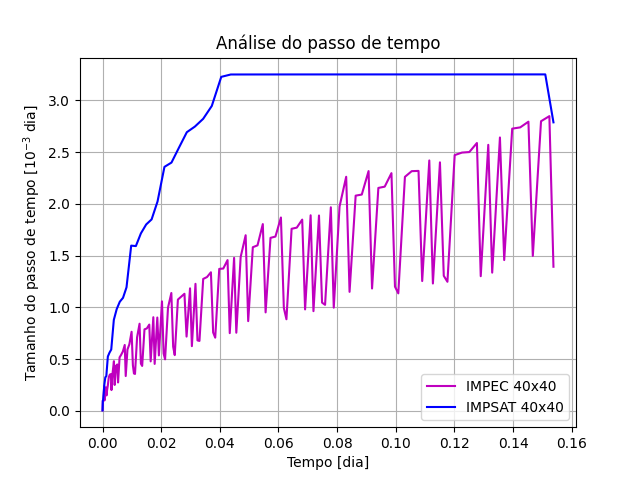 Análise do passo de tempo
Tamanho do passo de tempo [10⁻³ dia]
3.0
2.5
2.0
1.5
1.0
0.5
0.0
0.00 0.02 0.04 0.06 0.08 0.10 0.12 0.14 0.16
Tempo [dia]
IMPEC 40x40
IMPSAT 40x40